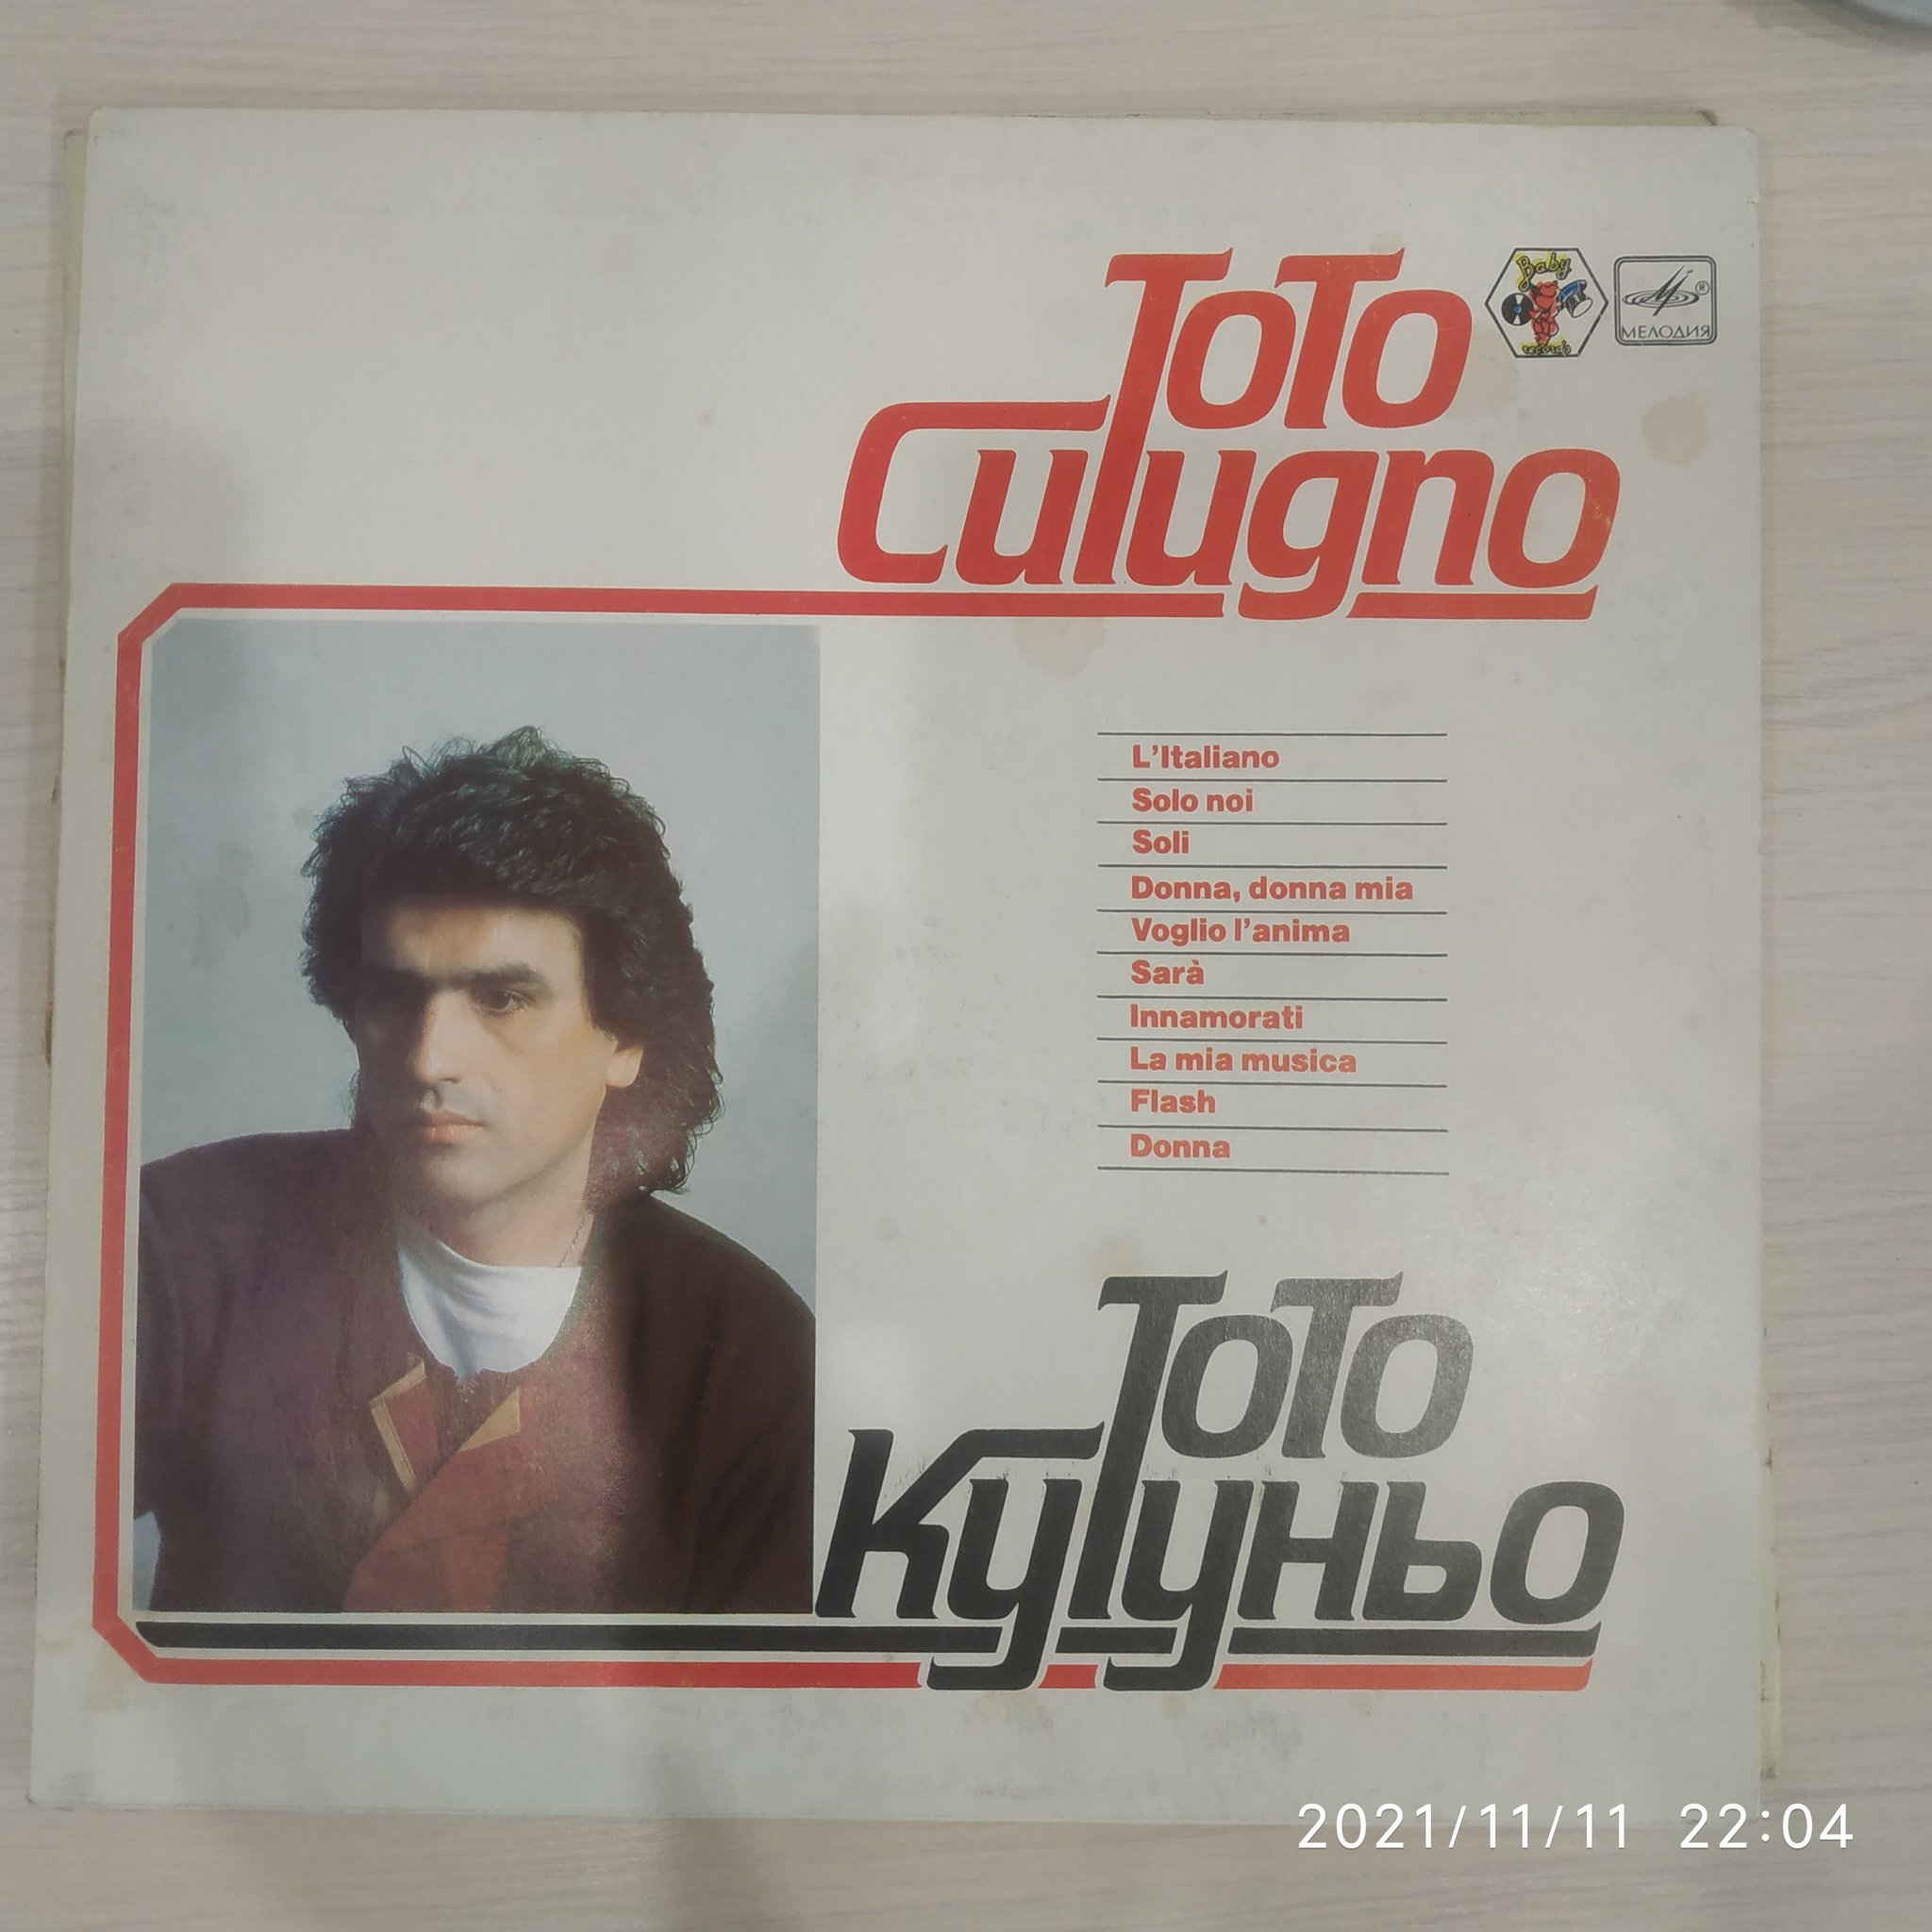 Toto
Cutugno
Baby
records
МЕЛОДИЯ
®
L'Italiano
Solo noi
Soli
Donna, donna mia
Voglio l'anima
Sarà
Innamorati
La mia musica
Flash
Donna
Тото
Кутуньо
2021/11/11 22:04